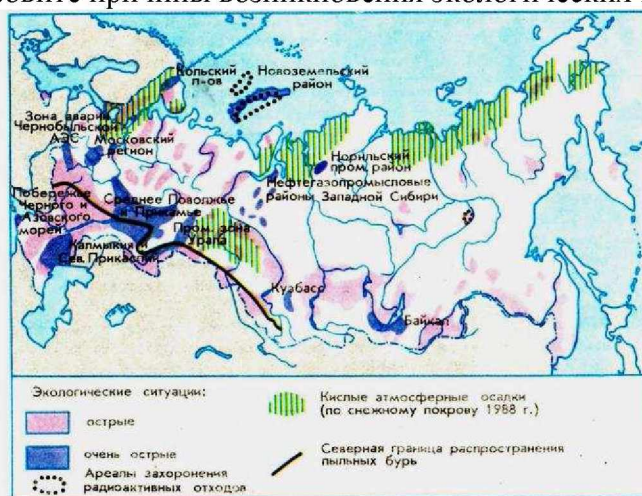 Кольский
п-ов
Новоземельский
район
Зона аварии
Чернобыльской
АЭС
Московский
регион
Норильский
пром. район
Нефтегазопромысловые
районы Западной Сибири
Побережье
Черного и
Азовского
морей
Среднее Поволжье
и Прикамье
Пром. зона
Урала
Калмыкия и
Сев. Прикаспий
Кузбасс
Байкал
Экологические ситуации:
острые
очень острые
Ареалы захоронения
радиоактивных отходов
Кислые атмосферные осадки
(по снежному покрову 1988 г.)
Северная граница распространения
пыльных бурь